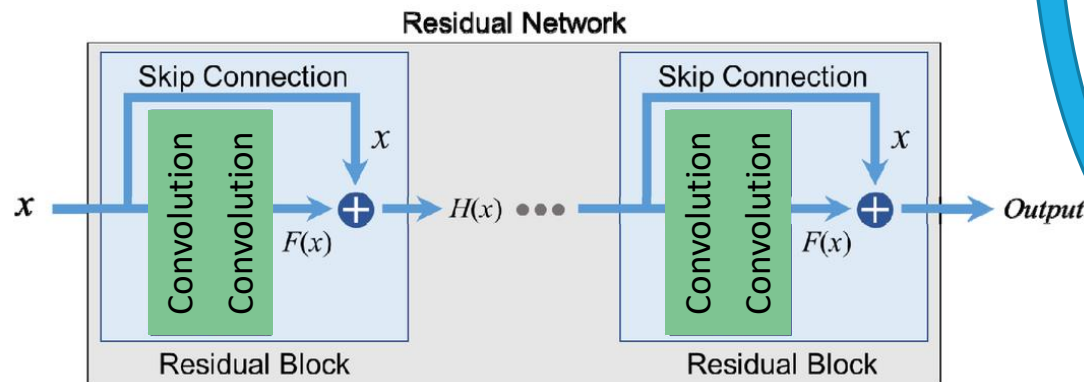 Residual Network
Skip Connection
Skip Connection
x
x
Convolution
Convolution
Convolution
Convolution
x
H(x)
Output
F(x)
F(x)
Residual Block
Residual Block